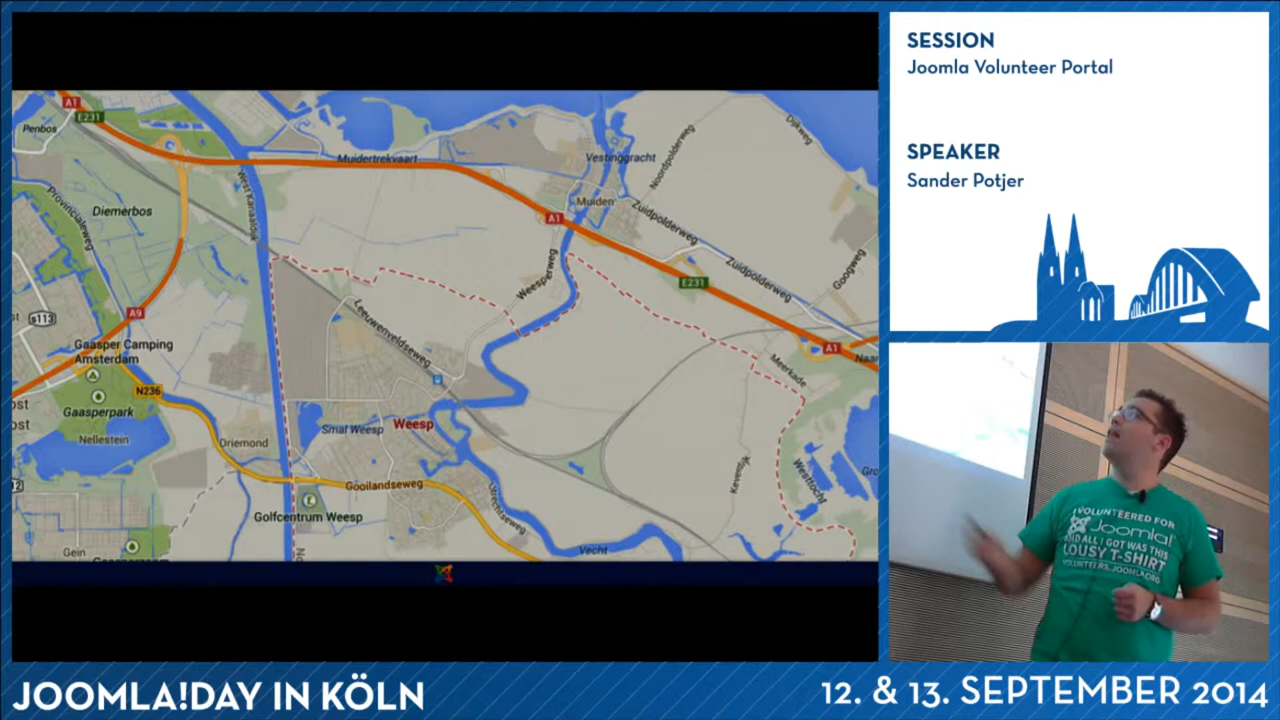 A1
E231
Penbos
Muidertrekvaart
Vestinggracht
Noordpolderweg
Dijkweg
Provincialeweg
Diemerbos
West Kanaaldijk
Muiden
A1
Zuidpolderweg
Weesperweg
E231
Zuidpolderweg
Googweg
s113
A9
Leeuwenveldseweg
A1
Gaasper Camping
Amsterdam
Meerkade
N236
Gaasperpark
Nellestein
Driemond
Smal Weesp
Weesp
Gooilandseweg
Golfcentrum Weesp
Utrechtseweg
Keverdijk
Westtocht
Gein
Vecht
SESSION
Joomla Volunteer Portal
SPEAKER
Sander Potjer
I VOLUNTEERED FOR
Joomla!
AND ALL I GOT WAS THIS
LOUSY T-SHIRT
VOLUNTEERS.JOOMLA.ORG
JOOMLA!DAY IN KÖLN
12. & 13. SEPTEMBER 2014